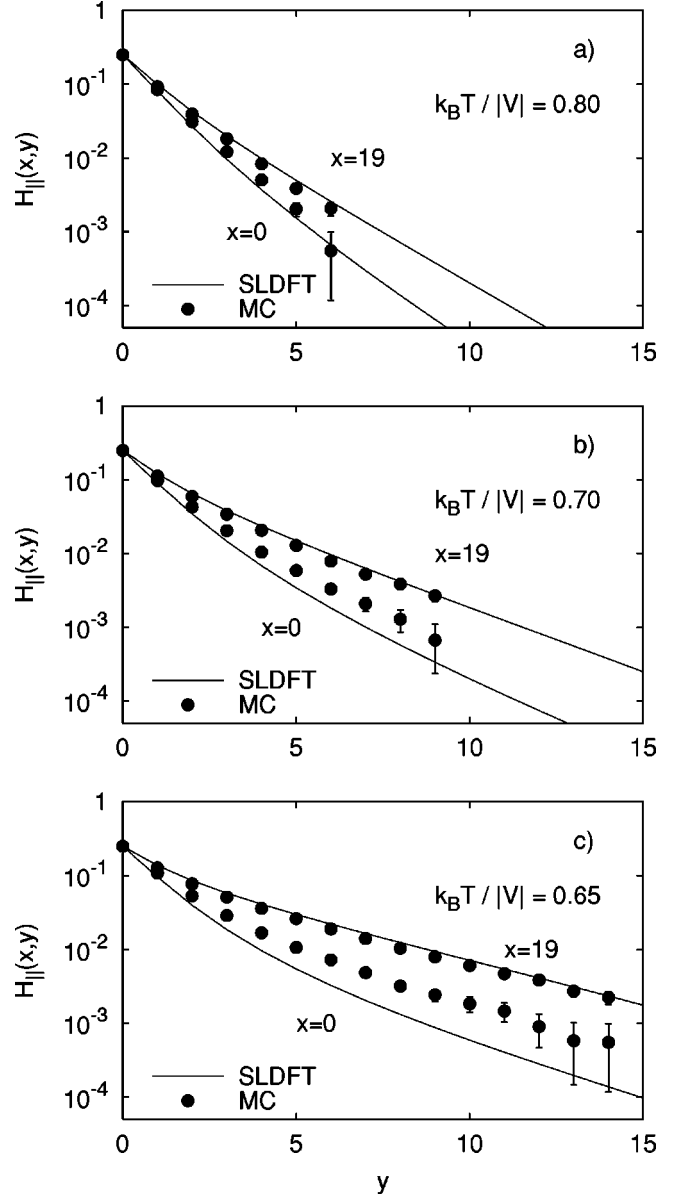 1
a)
10⁻¹
k_BT / |V| = 0.80
H_||(x,y)
10⁻²
x=19
10⁻³
x=0
10⁻⁴
SLDFT
MC
0 5 10 15
1
b)
10⁻¹
k_BT / |V| = 0.70
H_||(x,y)
10⁻²
x=19
10⁻³
x=0
10⁻⁴
SLDFT
MC
0 5 10 15
1
c)
10⁻¹
k_BT / |V| = 0.65
H_||(x,y)
10⁻²
x=19
10⁻³
x=0
10⁻⁴
SLDFT
MC
0 5 10 15
y